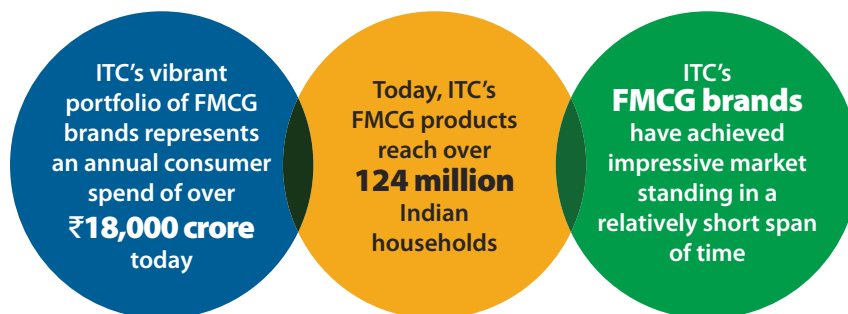 ITC’s vibrant
portfolio of FMCG
brands represents
an annual consumer
spend of over
₹18,000 crore
today
Today, ITC’s
FMCG products
reach over
124 million
Indian
households
ITC’s
FMCG brands
have achieved
impressive market
standing in a
relatively short span
of time